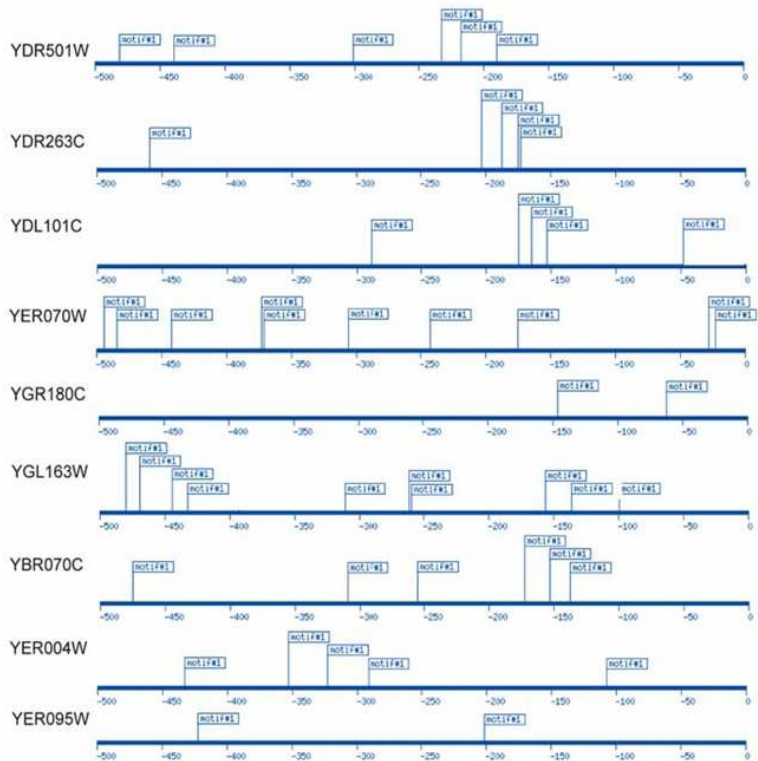 motif#1
motif#1 motif#1
YDR501W motif#1 motif#1 motif#1 motif#1
-500 -450 -400 -350 -300 -250 -200 -150 -100 -50 0
motif#1
motif#1
motif#1
YDR263C motif#1 motif#1
-500 -450 -400 -350 -300 -250 -200 -150 -100 -50 0
motif#1
motif#1
YDL101C motif#1 motif#1 motif#1
-500 -450 -400 -350 -300 -250 -200 -150 -100 -50 0
motif#1 motif#1 motif#1
YER070W motif#1 motif#1 motif#1 motif#1 motif#1 motif#1 motif#1
-500 -450 -400 -350 -300 -250 -200 -150 -100 -50 0
YGR180C motif#1 motif#1
-500 -450 -400 -350 -300 -250 -200 -150 -100 -50 0
motif#1
motif#1
YGL163W motif#1 motif#1 motif#1
motif#1 motif#1 motif#1 motif#1 motif#1
-500 -450 -400 -350 -300 -250 -200 -150 -100 -50 0
motif#1
motif#1
YBR070C motif#1 motif#1 motif#1 motif#1
-500 -450 -400 -350 -300 -250 -200 -150 -100 -50 0
motif#1
motif#1
YER004W motif#1 motif#1 motif#1
-500 -450 -400 -350 -300 -250 -200 -150 -100 -50 0
YER095W motif#1 motif#1
-500 -450 -400 -350 -300 -250 -200 -150 -100 -50 0